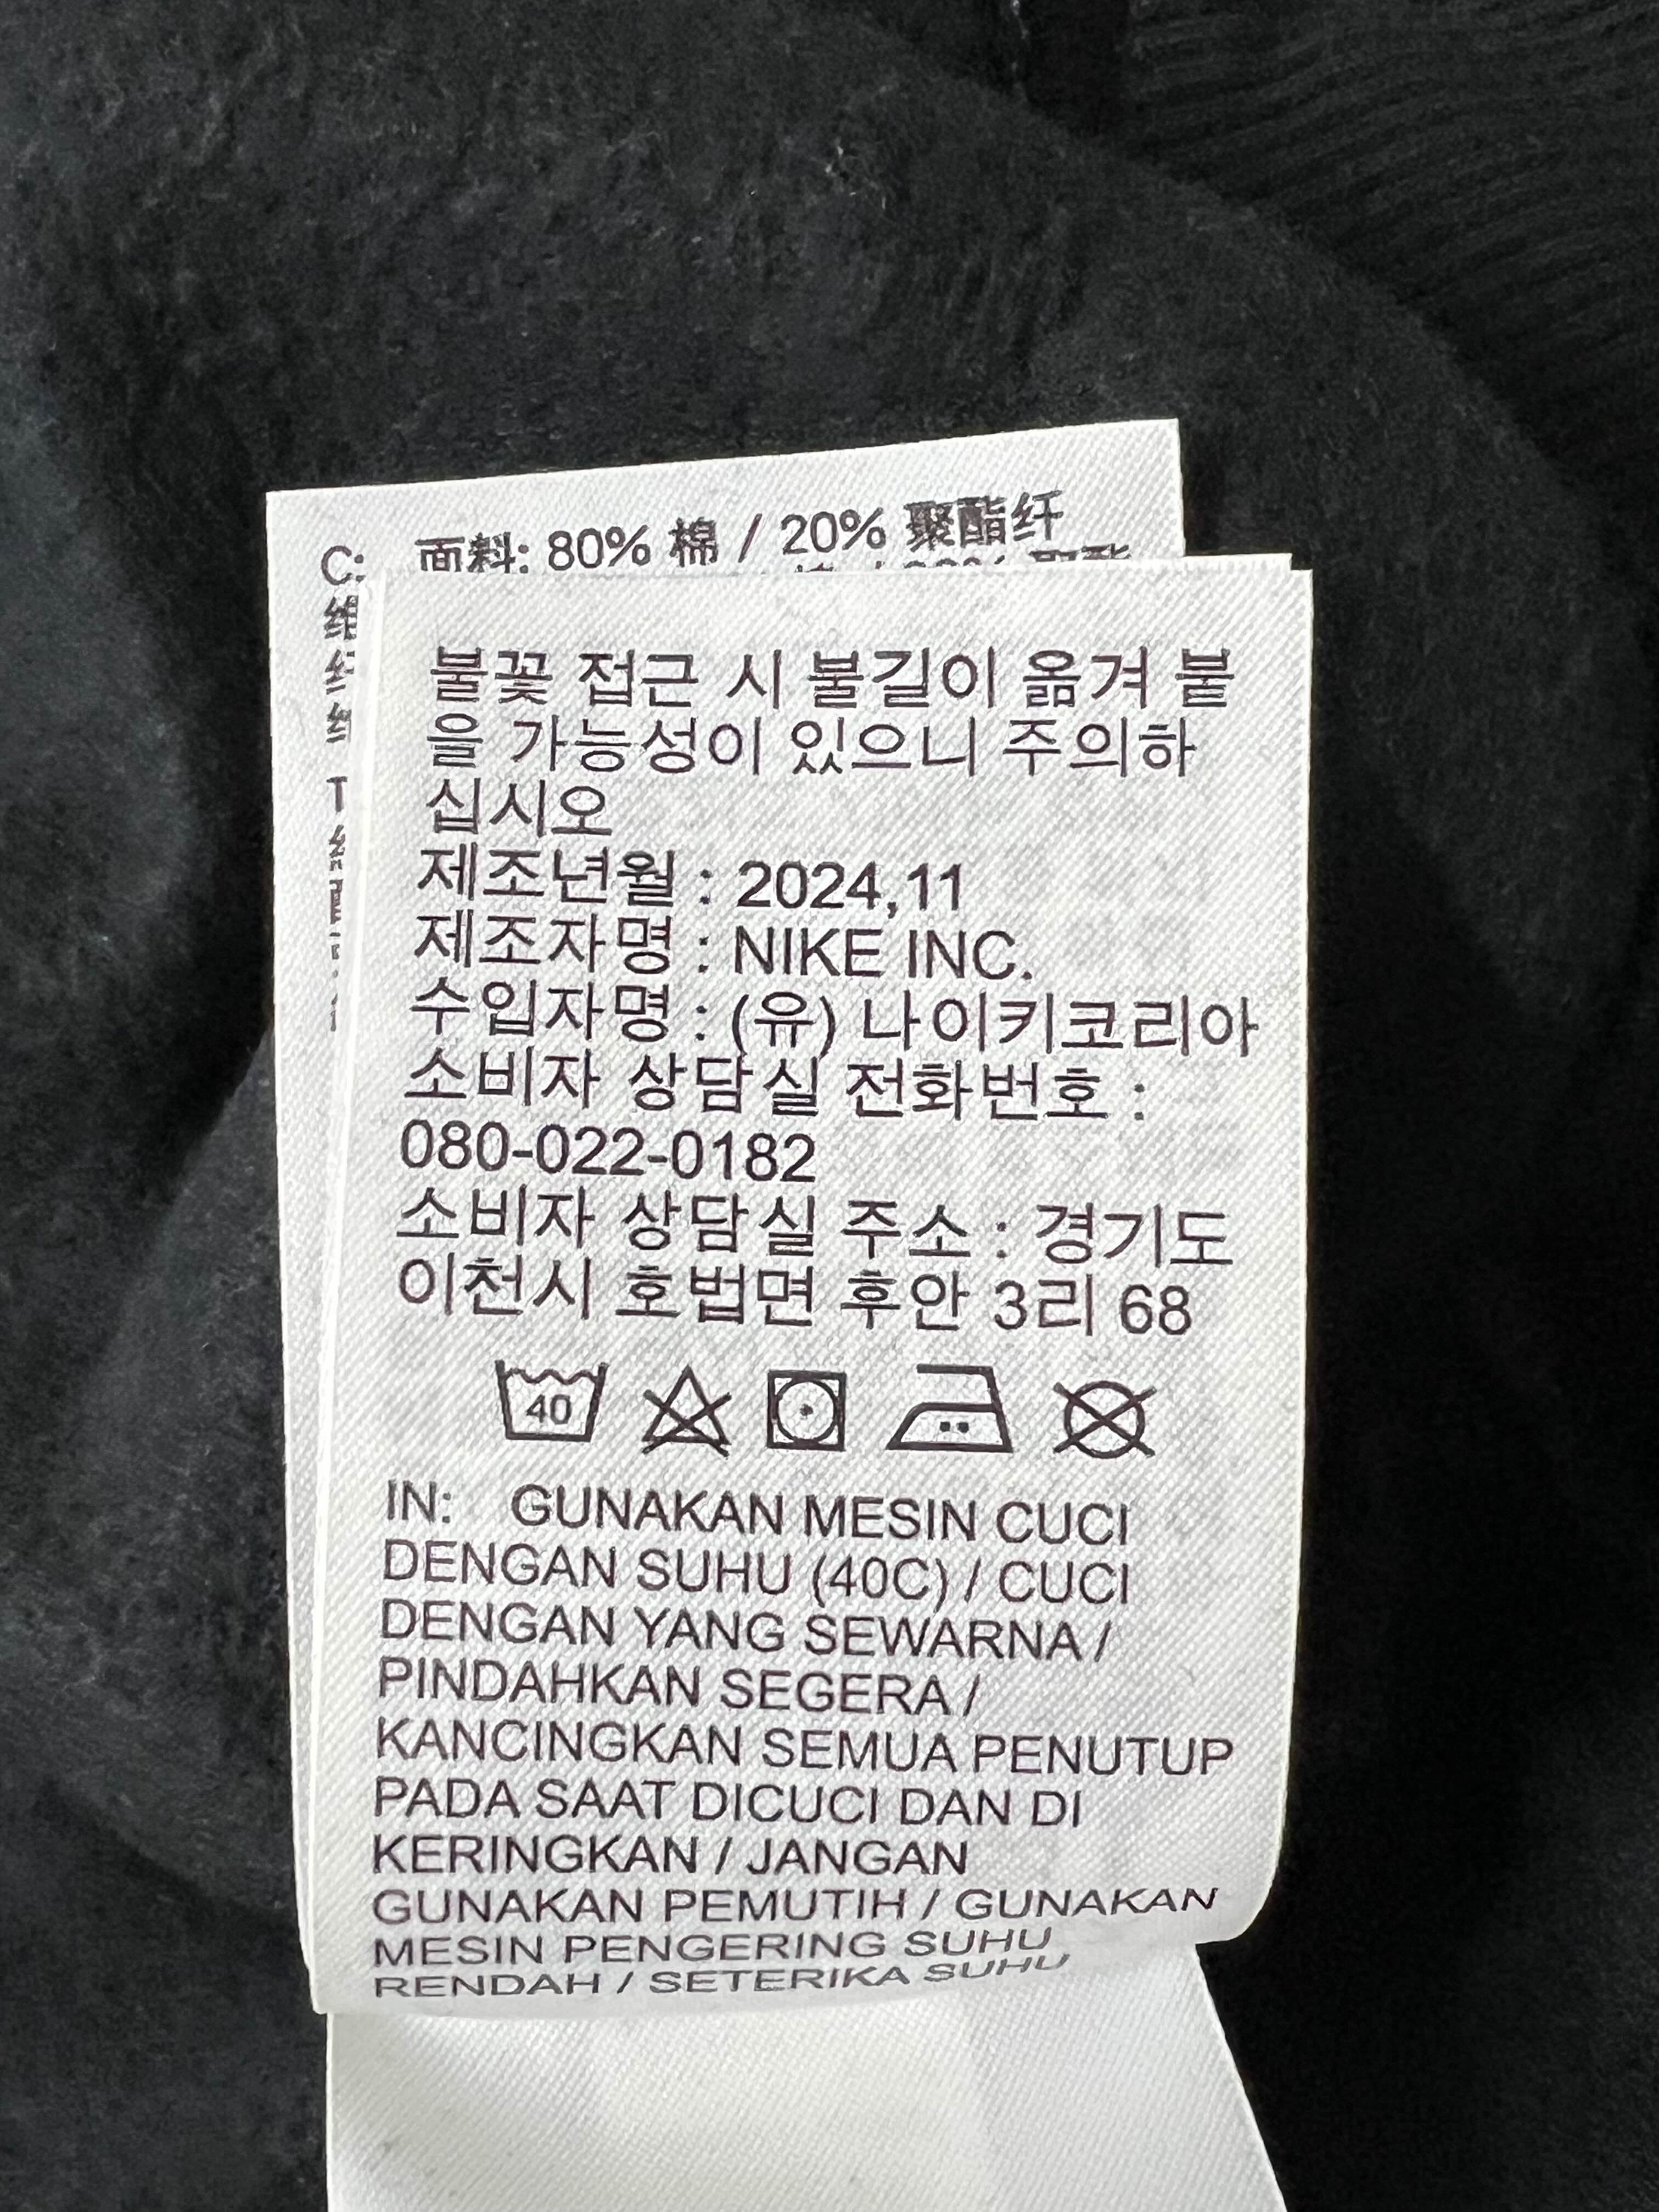 C: 面料: 80% 棉 / 20% 聚酯纤
불꽃 접근 시 불길이 옮겨 붙
을 가능성이 있으니 주의하
십시오
제조년월 : 2024,11
제조자명 : NIKE INC.
수입자명 : (유) 나이키코리아
소비자 상담실 전화번호 :
080-022-0182
소비자 상담실 주소 : 경기도
이천시 호법면 후안 3리 68
40
IN: GUNAKAN MESIN CUCI
DENGAN SUHU (40C) / CUCI
DENGAN YANG SEWARNA /
PINDAHKAN SEGERA /
KANCINGKAN SEMUA PENUTUP
PADA SAAT DICUCI DAN DI
KERINGKAN / JANGAN
GUNAKAN PEMUTIH / GUNAKAN
MESIN PENGERING SUHU
RENDAH / SETERIKA SUHU